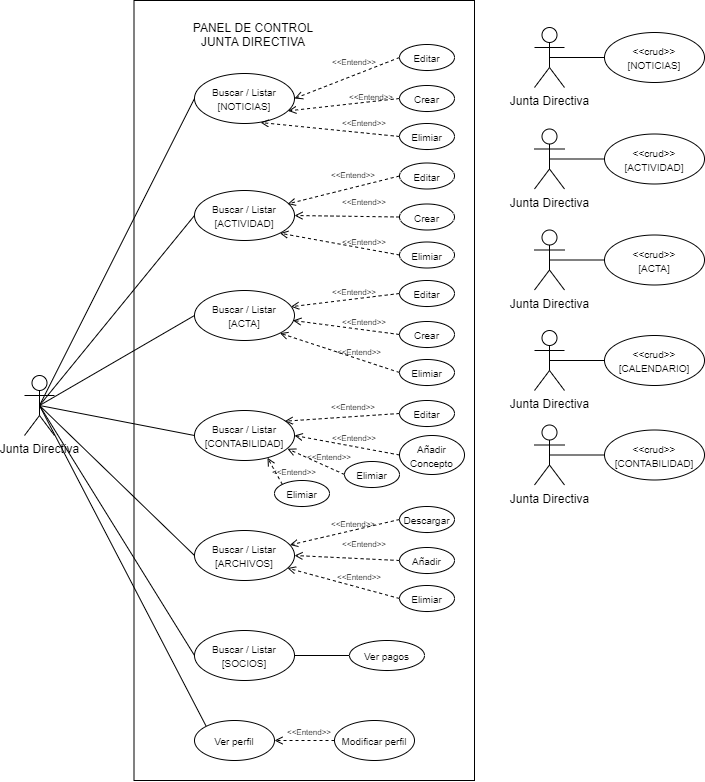 PANEL DE CONTROL
JUNTA DIRECTIVA
Buscar / Listar
[NOTICIAS]
<<Entend>>
Editar
<<Entend>>
Crear
<<Entend>>
Elimiar
Buscar / Listar
[ACTIVIDAD]
<<Entend>>
Editar
<<Entend>>
Crear
<<Entend>>
Elimiar
Buscar / Listar
[ACTA]
<<Entend>>
Editar
<<Entend>>
Crear
<<Entend>>
Elimiar
Junta Directiva
Buscar / Listar
[CONTABILIDAD]
<<Entend>>
Editar
<<Entend>>
Añadir
Concepto
<<Entend>>
Elimiar
<<Entend>>
Elimiar
Buscar / Listar
[ARCHIVOS]
<<Entend>>
Descargar
<<Entend>>
Añadir
<<Entend>>
Elimiar
Buscar / Listar
[SOCIOS]
Ver pagos
Ver perfil
<<Entend>>
Modificar perfil
<<crud>>
[NOTICIAS]
Junta Directiva
<<crud>>
[ACTIVIDAD]
Junta Directiva
<<crud>>
[ACTA]
Junta Directiva
<<crud>>
[CALENDARIO]
Junta Directiva
<<crud>>
[CONTABILIDAD]
Junta Directiva